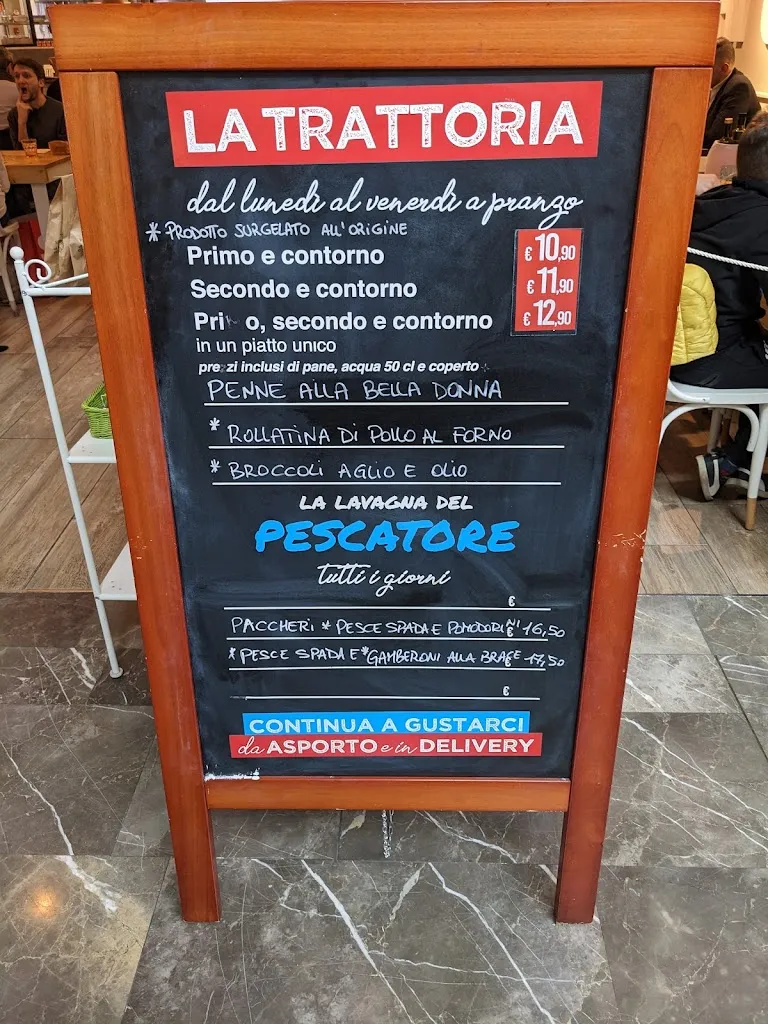 LA TRATTORIA
dal lunedì al venerdì a pranzo
* PRODOTTO SURGELATO ALL'ORIGINE
Primo e contorno € 10,90
Secondo e contorno € 11,90
Pri o, secondo e contorno € 12,90
in un piatto unico
prezzi inclusi di pane, acqua 50 cl e coperto
PENNE ALLA BELLA DONNA
* ROLLATINA DI POLLO AL FORNO
* BROCCOLI AGLIO E OLIO
LA LAVAGNA DEL
PESCATORE
tutti i giorni
€
PACCHERI * PESCE SPADA E POMODORINI € 16,50
* PESCE SPADA E * GAMBERONI ALLA BRACE € 17,50
€
CONTINUA A GUSTARCI
da ASPORTO e in DELIVERY